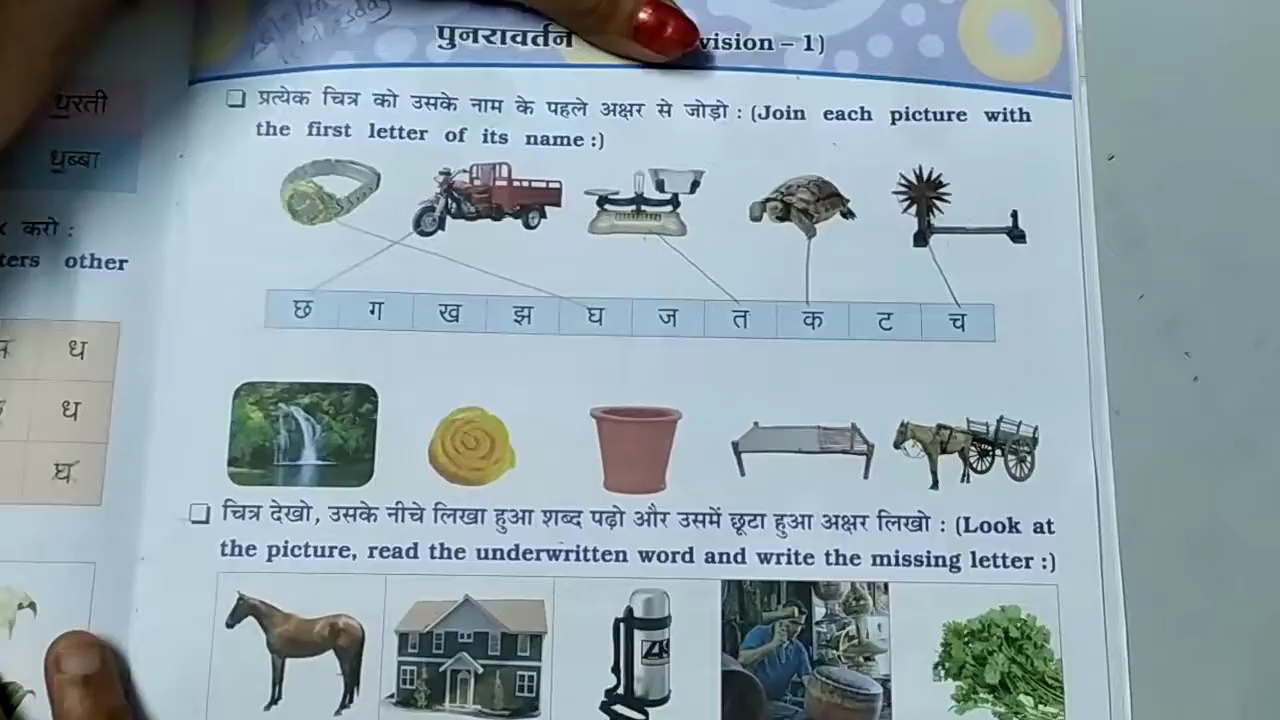 धरती
धब्बा
करो :
ters other
ध
ध
घ
पुनरावर्तन vision – 1)
❑ प्रत्येक चित्र को उसके नाम के पहले अक्षर से जोड़ो : (Join each picture with
the first letter of its name :)
छ ग ख झ घ ज त क ट च
❑ चित्र देखो, उसके नीचे लिखा हुआ शब्द पढ़ो और उसमें छूटा हुआ अक्षर लिखो : (Look at
the picture, read the underwritten word and write the missing letter :)